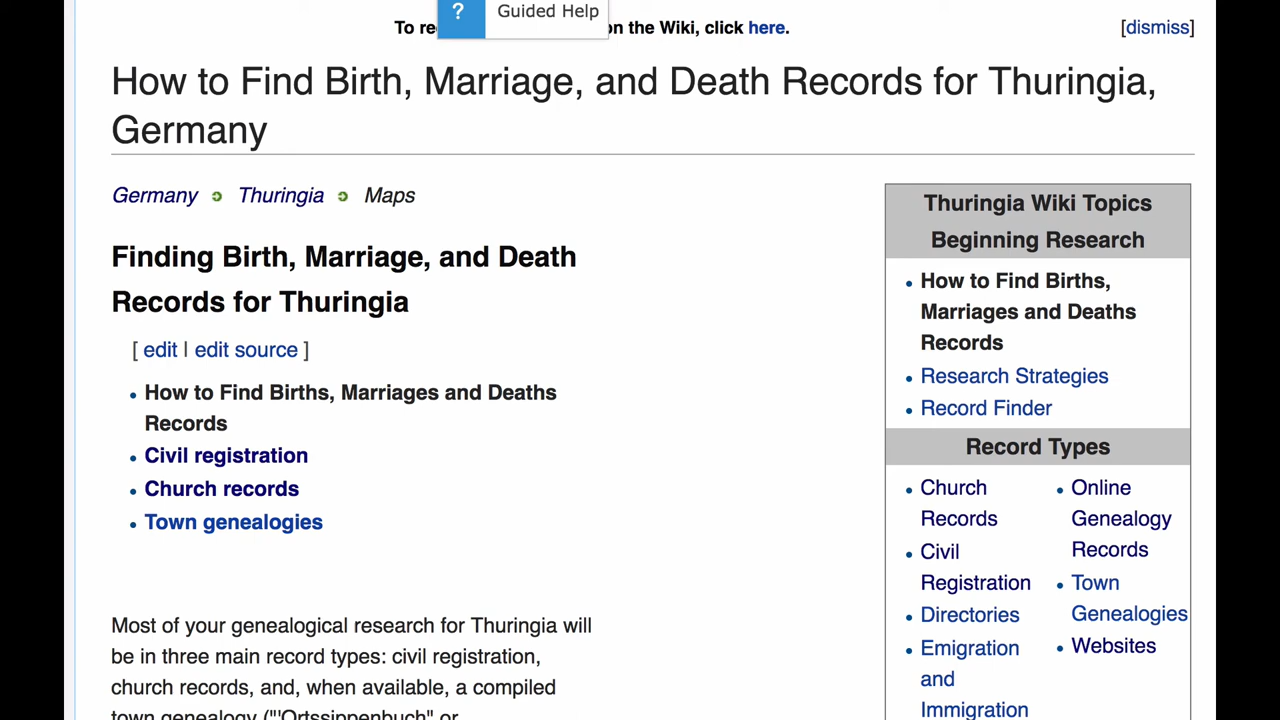 ? Guided Help
To re on the Wiki, click here.
[dismiss]
How to Find Birth, Marriage, and Death Records for Thuringia,
Germany
Germany Thuringia Maps
Finding Birth, Marriage, and Death
Records for Thuringia
[ edit | edit source ]
How to Find Births, Marriages and Deaths
Records
Civil registration
Church records
Town genealogies
Most of your genealogical research for Thuringia will
be in three main record types: civil registration,
church records, and, when available, a compiled
town genealogy ("'Ortssippenbuch" or
Thuringia Wiki Topics
Beginning Research
How to Find Births,
Marriages and Deaths
Records
Research Strategies
Record Finder
Record Types
Church
Records
Civil
Registration
Directories
Emigration
and
Immigration
Online
Genealogy
Records
Town
Genealogies
Websites